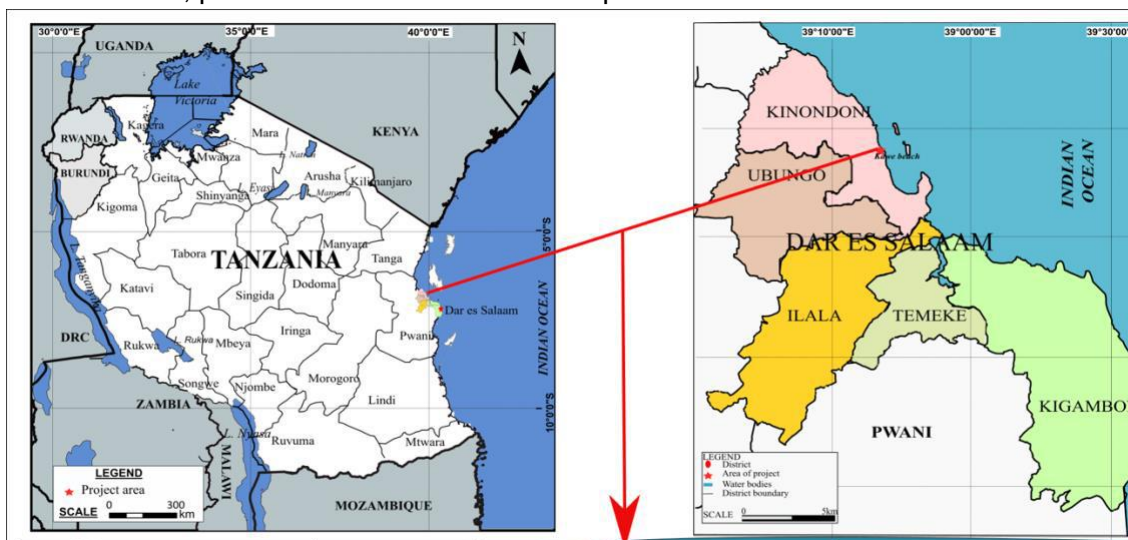 30°0'0"E
35°0'0"E
40°0'0"E
UGANDA
N
Lake
Victoria
KENYA
RWANDA
Kagera
Mara
BURUNDI
Mwanza
L. Natron
Geita
Arusha
Kilimanjaro
L. Eyasi
L. Manyara
Shinyanga
Kigoma
5°0'0"S
Manyara
Tabora
TANZANIA
Tanga
L. Tanganyika
Dodoma
Katavi
Singida
Dar es Salaam
DRC
Iringa
Pwani
INDIAN OCEAN
Rukwa
L. Rukwa
Mbeya
Songwe
Njombe
Morogoro
Lindi
ZAMBIA
10°0'0"S
L. Nyasa
Ruvuma
Mtwara
MALAWI
LEGEND
Project area
SCALE
0
300
km
MOZAMBIQUE
39°10'0"E
39°00'0"E
39°30'0"E
KINONDONI
Kawe beach
UBUNGO
INDIAN
OCEAN
DAR ES SALAAM
ILALA
TEMEKE
KIGAMBO
PWANI
LEGEND
District
Area of project
Water bodies
District boundary
SCALE
0
5km